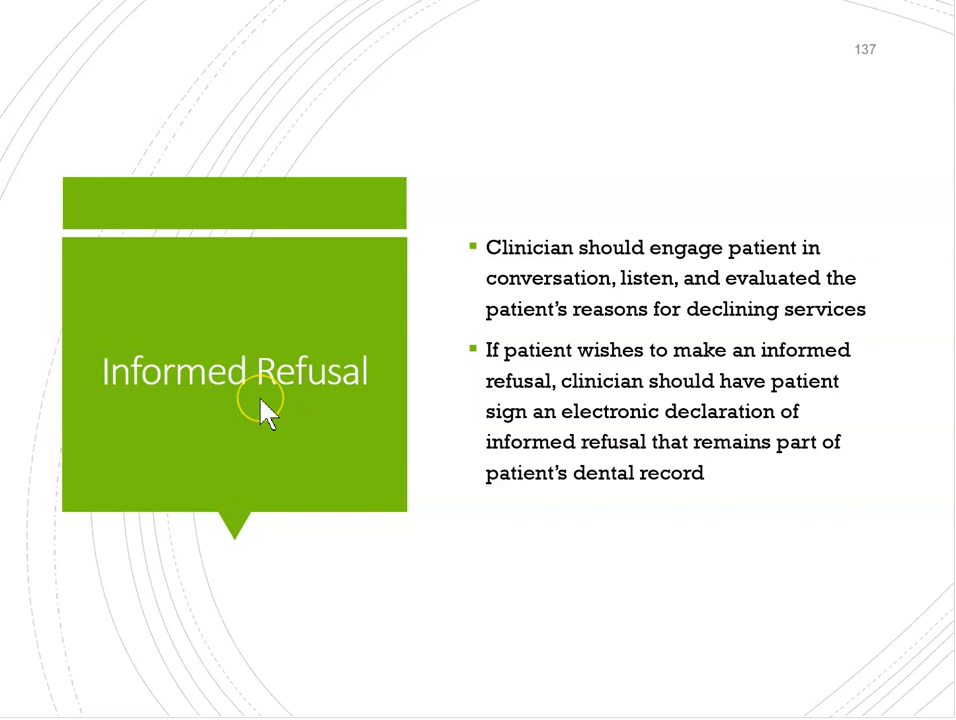 137
Informed Refusal
▪ Clinician should engage patient in
conversation, listen, and evaluated the
patient's reasons for declining services
▪ If patient wishes to make an informed
refusal, clinician should have patient
sign an electronic declaration of
informed refusal that remains part of
patient's dental record